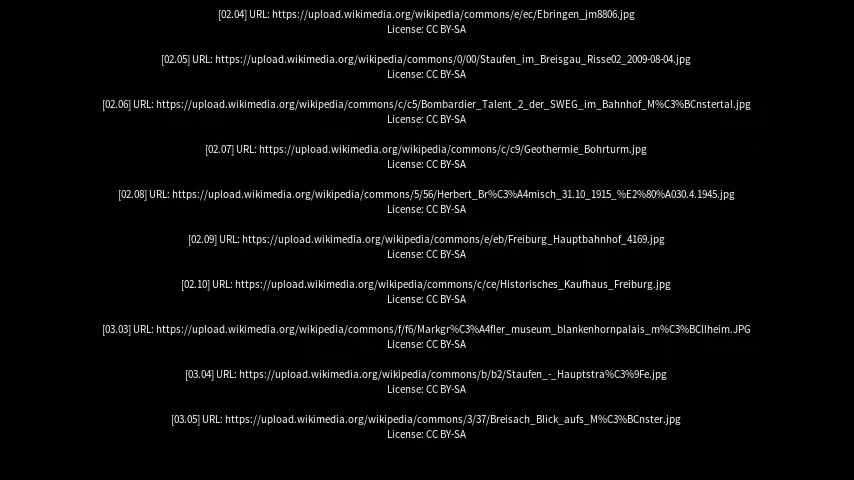 [02.04] URL: https://upload.wikimedia.org/wikipedia/commons/e/ec/Ebringen_jm8806.jpg
License: CC BY-SA
[02.05] URL: https://upload.wikimedia.org/wikipedia/commons/0/00/Staufen_im_Breisgau_Risse02_2009-08-04.jpg
License: CC BY-SA
[02.06] URL: https://upload.wikimedia.org/wikipedia/commons/c/c5/Bombardier_Talent_2_der_SWEG_im_Bahnhof_M%C3%BCnstertal.jpg
License: CC BY-SA
[02.07] URL: https://upload.wikimedia.org/wikipedia/commons/c/c9/Geothermie_Bohrturm.jpg
License: CC BY-SA
[02.08] URL: https://upload.wikimedia.org/wikipedia/commons/5/56/Herbert_Br%C3%A4misch_31.10_1915_%E2%80%A030.4.1945.jpg
License: CC BY-SA
[02.09] URL: https://upload.wikimedia.org/wikipedia/commons/e/eb/Freiburg_Hauptbahnhof_4169.jpg
License: CC BY-SA
[02.10] URL: https://upload.wikimedia.org/wikipedia/commons/c/ce/Historisches_Kaufhaus_Freiburg.jpg
License: CC BY-SA
[03.03] URL: https://upload.wikimedia.org/wikipedia/commons/f/f6/Markgr%C3%A4fler_museum_blankenhornpalais_m%C3%BCllheim.JPG
License: CC BY-SA
[03.04] URL: https://upload.wikimedia.org/wikipedia/commons/b/b2/Staufen_-_Hauptstra%C3%9Fe.jpg
License: CC BY-SA
[03.05] URL: https://upload.wikimedia.org/wikipedia/commons/3/37/Breisach_Blick_aufs_M%C3%BCnster.jpg
License: CC BY-SA